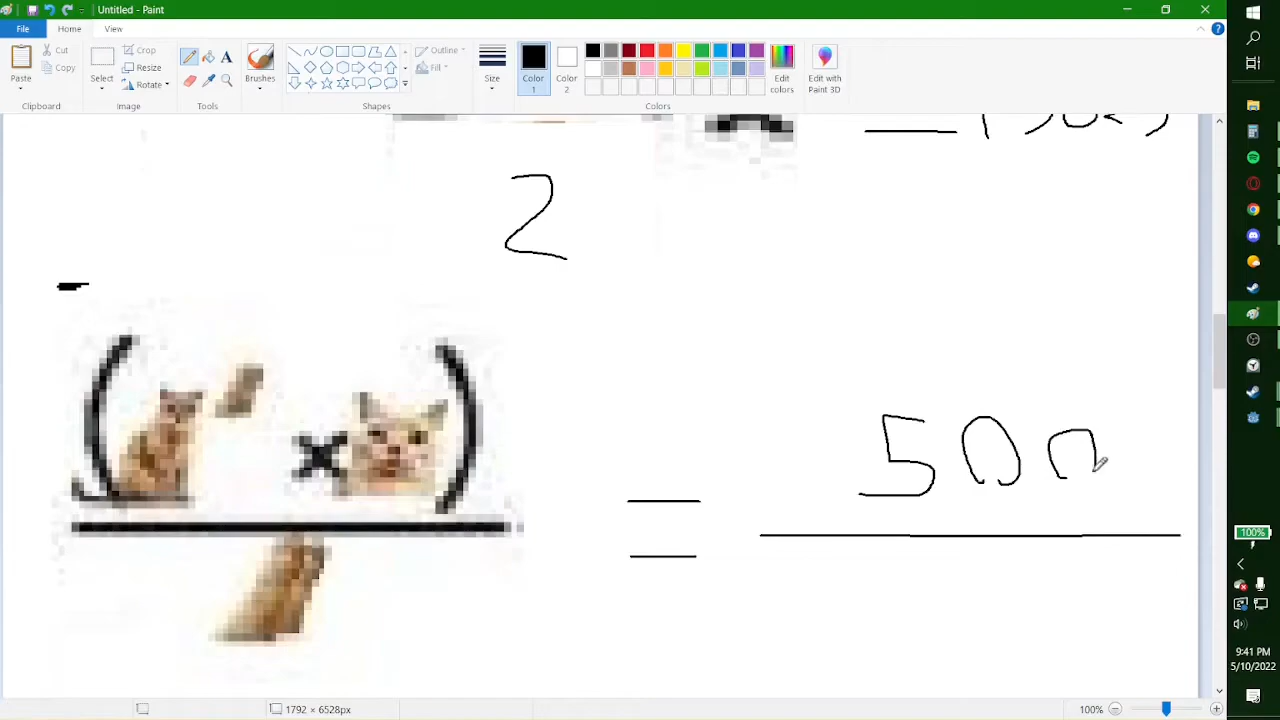 Untitled - Paint
File Home View
Paste
Cut
Copy
Clipboard
Select
Crop
Resize
Rotate
Image
Tools
Brushes
Shapes
Outline
Fill
Size
Color 1
Color 2
Edit colors
Colors
Edit with Paint 3D
2
( × )
=
500
100%
9:41 PM
5/10/2022
1792 × 6528px
100%